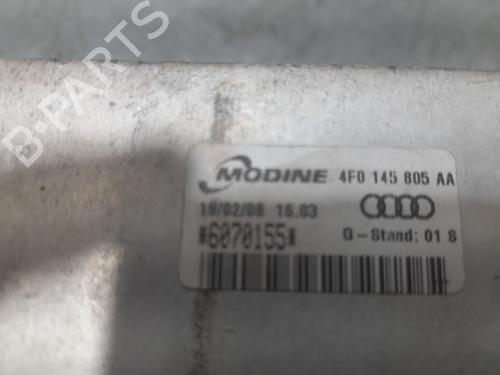 B-PARTS
MODINE 4F0 145 805 AA
19/02/08 16.03
*6070155* G-Stand: 01 S